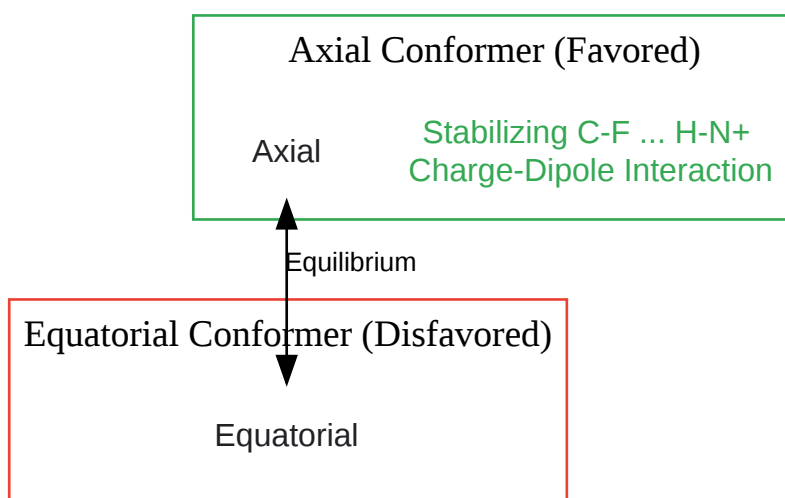 Axial Conformer (Favored)
Axial
Stabilizing C-F ... H-N+
Charge-Dipole Interaction
Equilibrium
Equatorial Conformer (Disfavored)
Equatorial